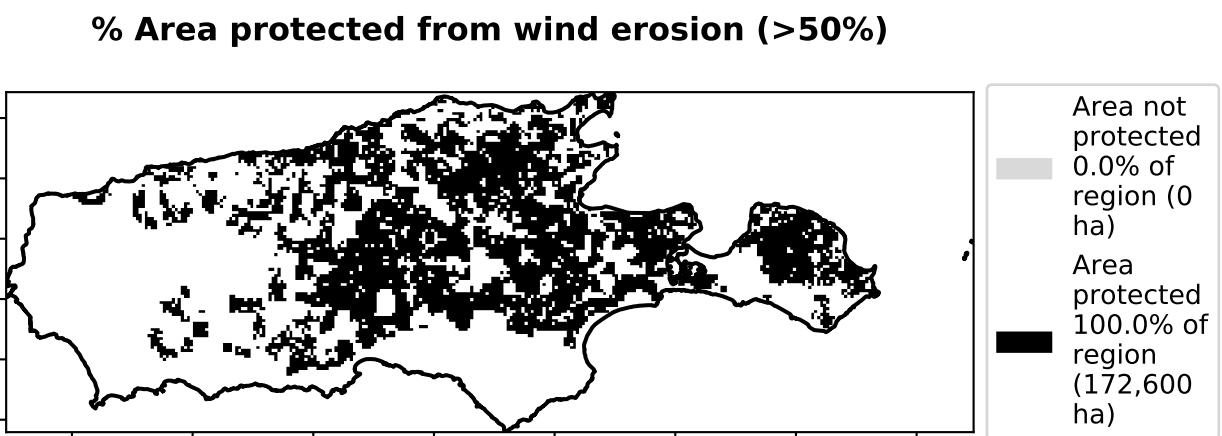 % Area protected from wind erosion (>50%)
Area not
protected
0.0% of
region (0
ha)
Area
protected
100.0% of
region
(172,600
ha)